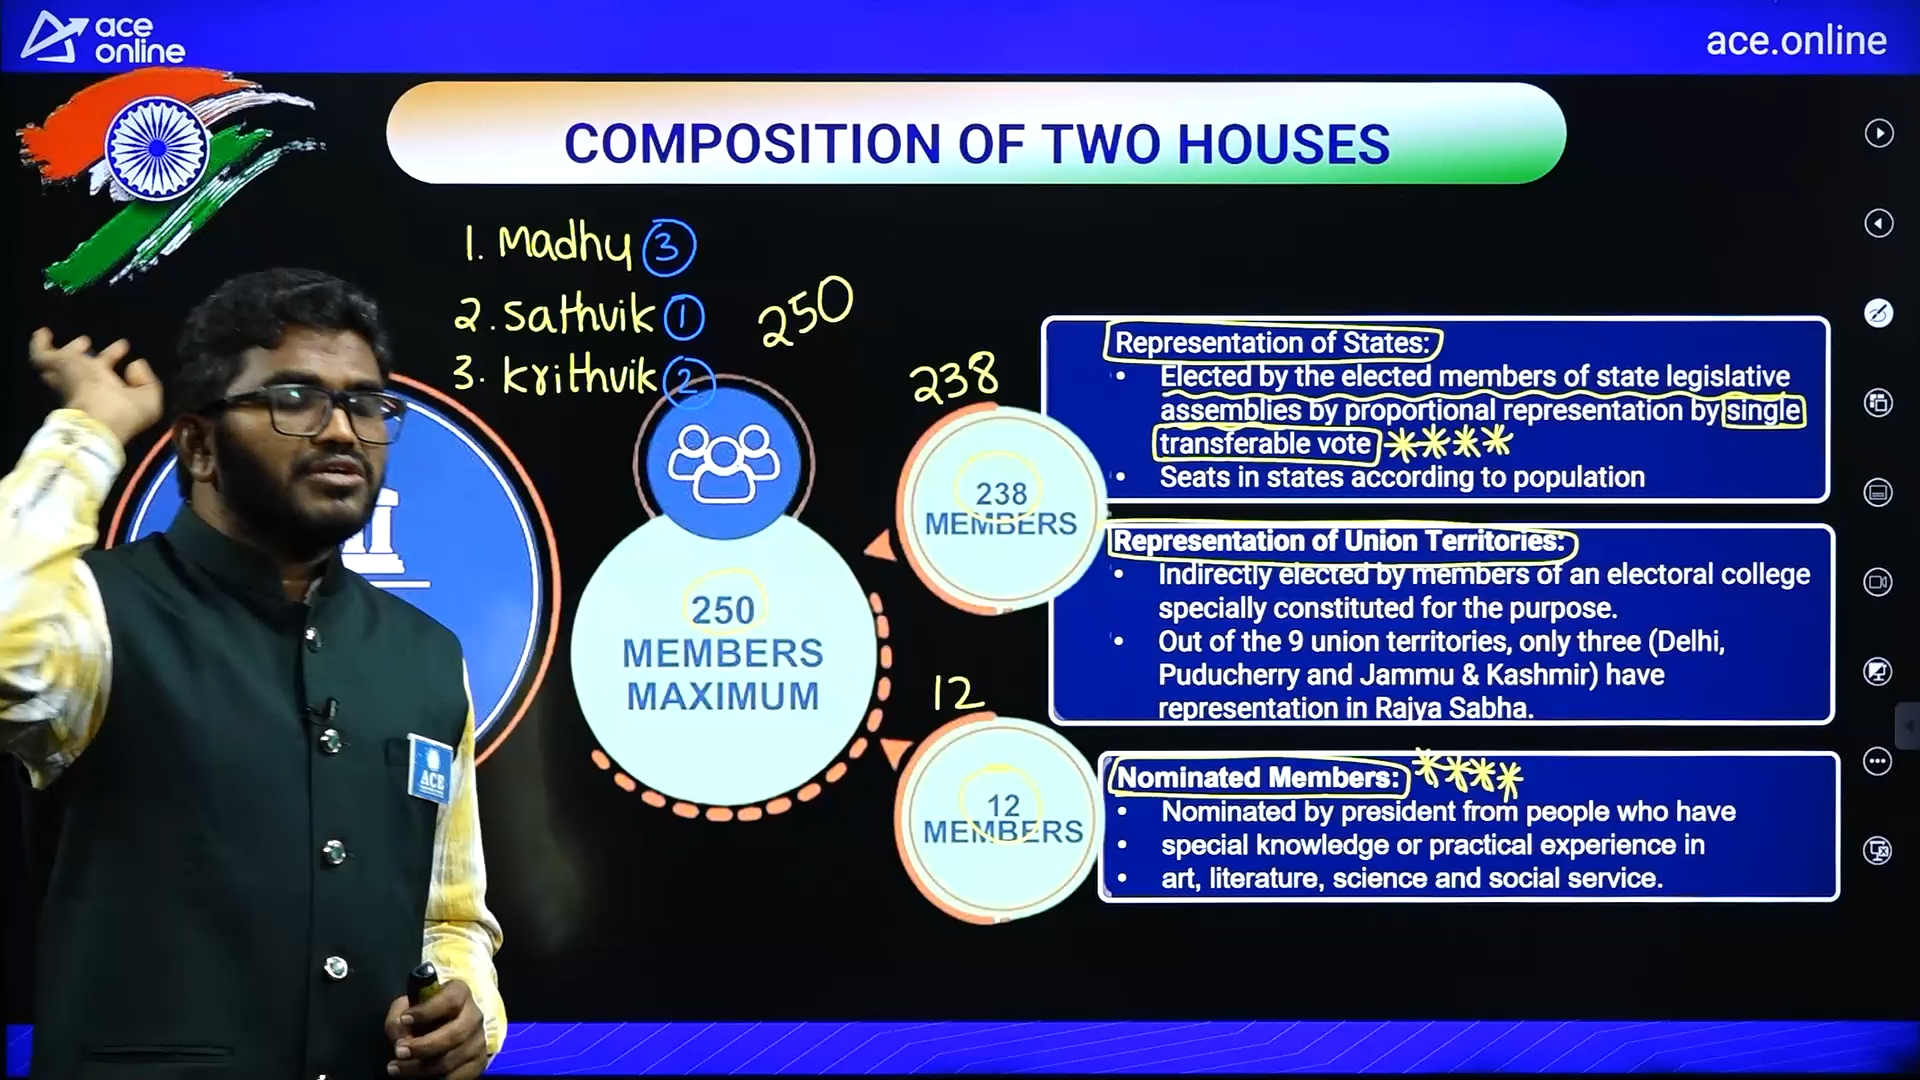 ace
online
ace.online
COMPOSITION OF TWO HOUSES
1. Madhu 3
2. Sathvik 1
3. Krithvik 2
250
238
Representation of States:
• Elected by the elected members of state legislative
assemblies by proportional representation by single
transferable vote ****
• Seats in states according to population
238
MEMBERS
Representation of Union Territories:
• Indirectly elected by members of an electoral college
specially constituted for the purpose.
• Out of the 9 union territories, only three (Delhi,
Puducherry and Jammu & Kashmir) have
representation in Rajya Sabha.
250
MEMBERS
MAXIMUM
12
12
MEMBERS
Nominated Members: ****
• Nominated by president from people who have
• special knowledge or practical experience in
• art, literature, science and social service.
ACE